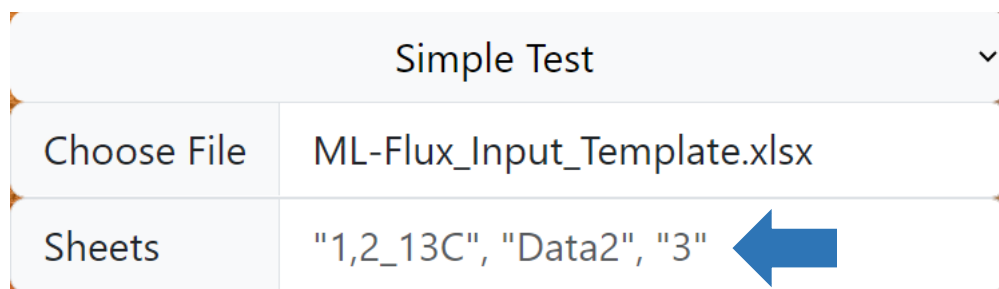 Simple Test
Choose File ML-Flux_Input_Template.xlsx
Sheets "1,2_13C", "Data2", "3"